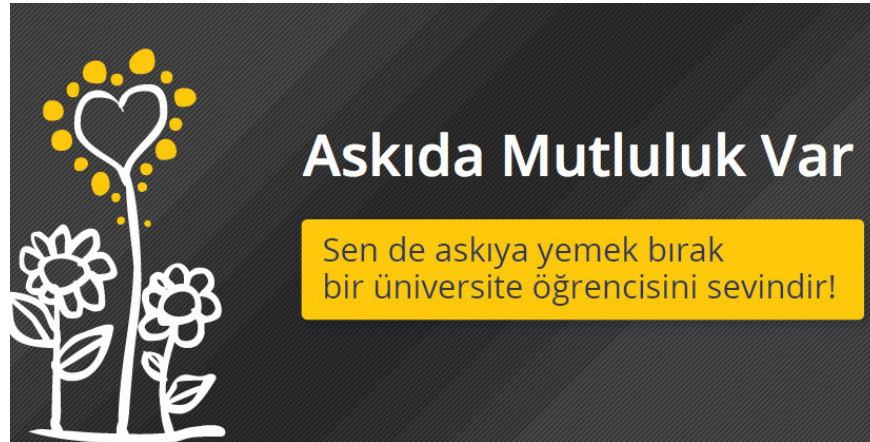 Askıda Mutluluk Var
Sen de askıya yemek bırak
bir üniversite öğrencisini sevindir!